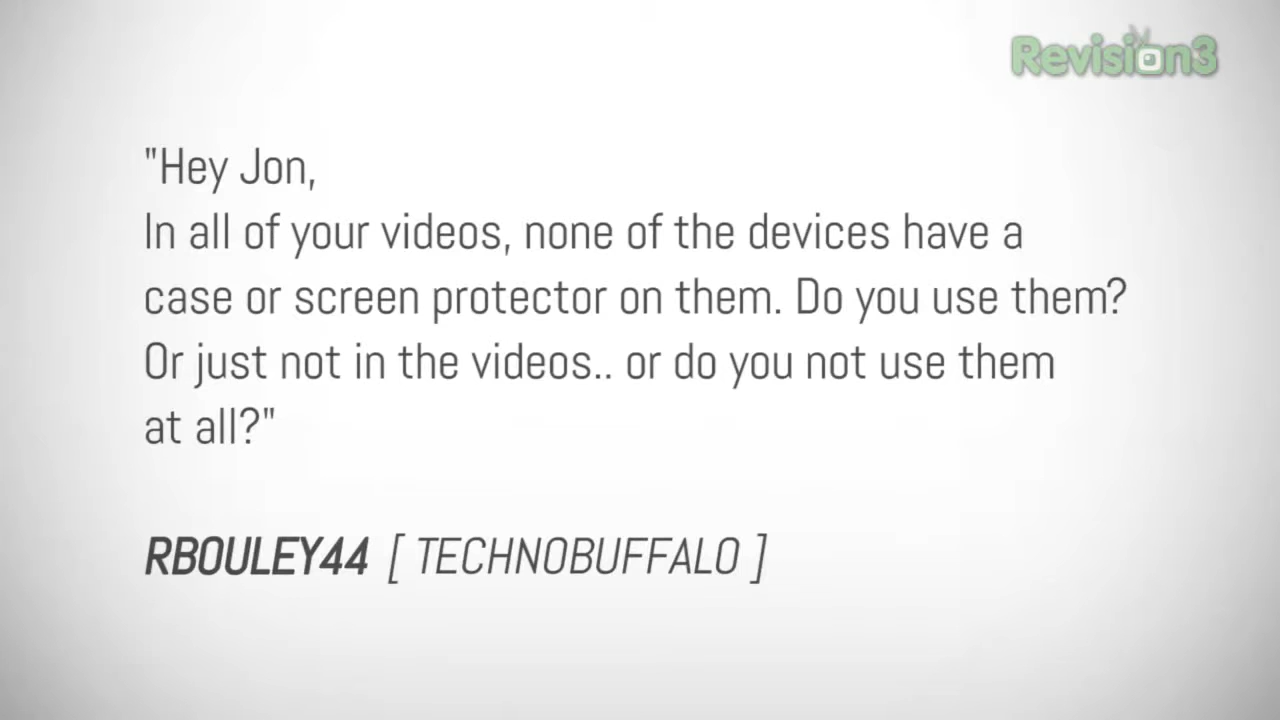 Revision3
"Hey Jon,
In all of your videos, none of the devices have a
case or screen protector on them. Do you use them?
Or just not in the videos.. or do you not use them
at all?"
RBOULEY44 [ TECHNOBUFFALO ]